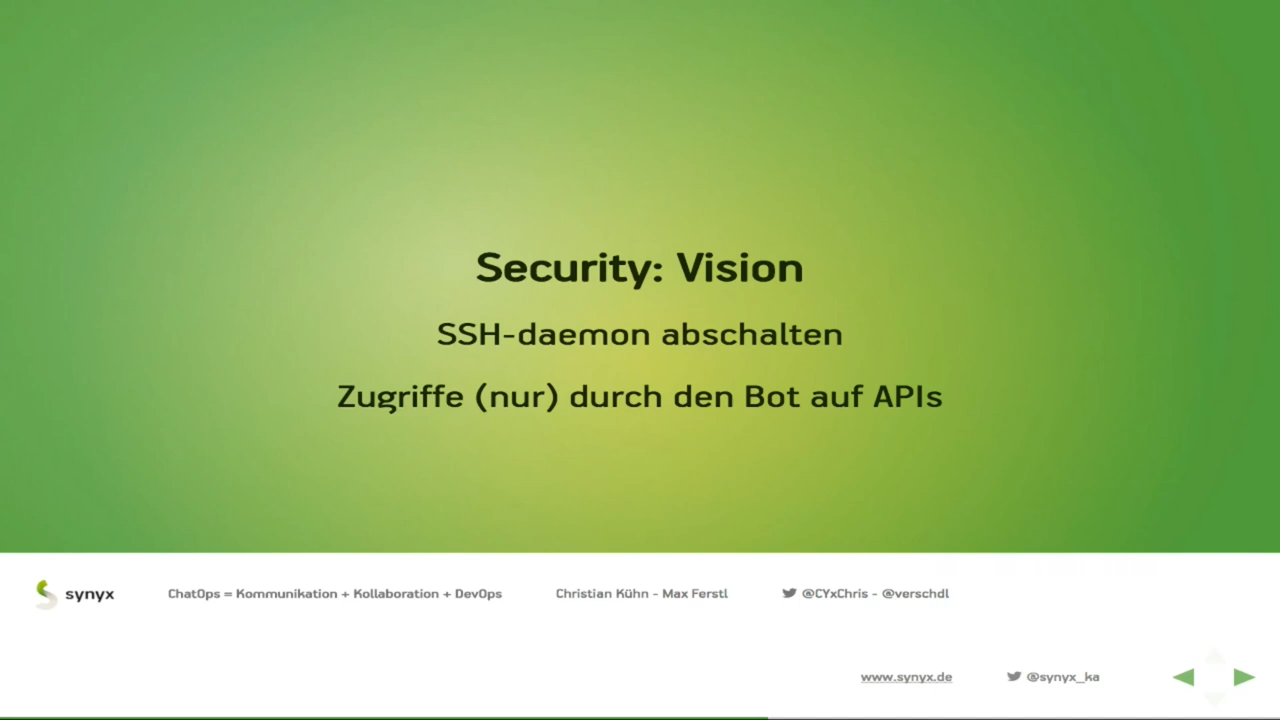 Security: Vision
SSH-daemon abschalten
Zugriffe (nur) durch den Bot auf APIs
synyx
ChatOps = Kommunikation + Kollaboration + DevOps
Christian Kühn - Max Ferstl
@CYxChris - @verschdl
www.synyx.de
@synyx_ka